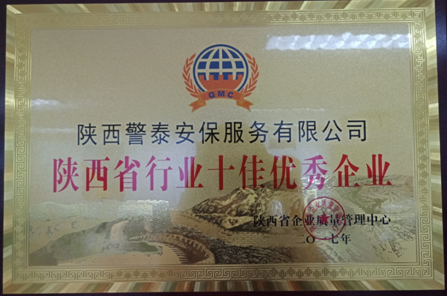 GMC
陕西警泰安保服务有限公司
陕西省行业十佳优秀企业
陕西省企业质量管理中心
二〇一七年